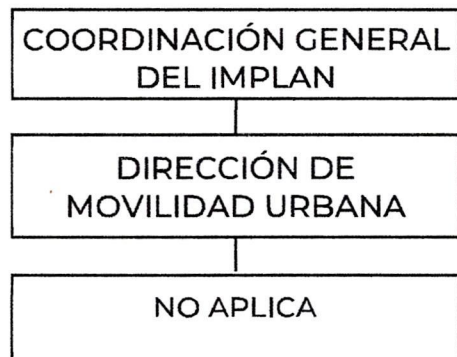 COORDINACIÓN GENERAL
DEL IMPLAN
DIRECCIÓN DE
MOVILIDAD URBANA
NO APLICA